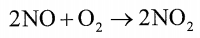 2NO + O₂ → 2NO₂